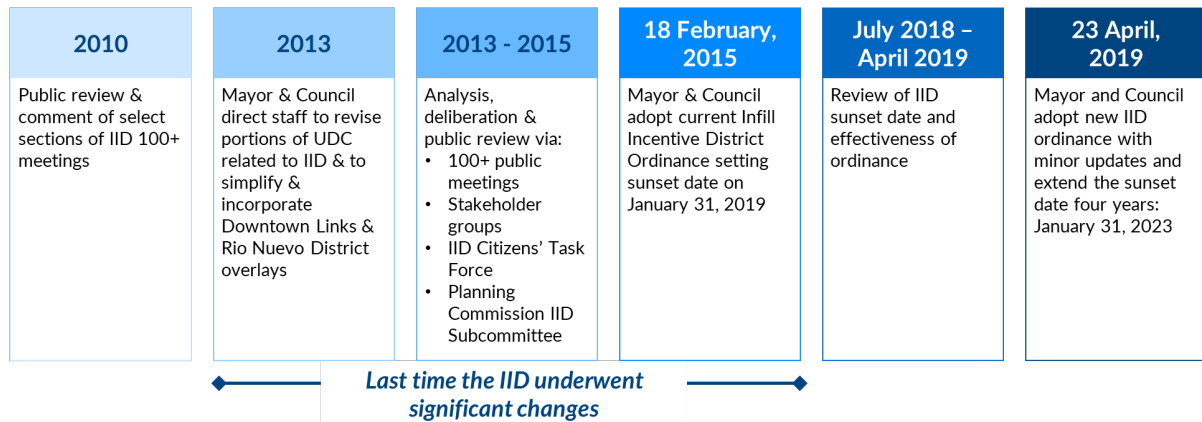 2010
Public review &
comment of select
sections of IID 100+
meetings
2013
Mayor & Council
direct staff to revise
portions of UDC
related to IID & to
simplify &
incorporate
Downtown Links &
Rio Nuevo District
overlays
2013 - 2015
Analysis,
deliberation &
public review via:
• 100+ public
meetings
• Stakeholder
groups
• IID Citizens’ Task
Force
• Planning
Commission IID
Subcommittee
18 February,
2015
Mayor & Council
adopt current Infill
Incentive District
Ordinance setting
sunset date on
January 31, 2019
July 2018 –
April 2019
Review of IID
sunset date and
effectiveness of
ordinance
23 April,
2019
Mayor and Council
adopt new IID
ordinance with
minor updates and
extend the sunset
date four years:
January 31, 2023
Last time the IID underwent
significant changes